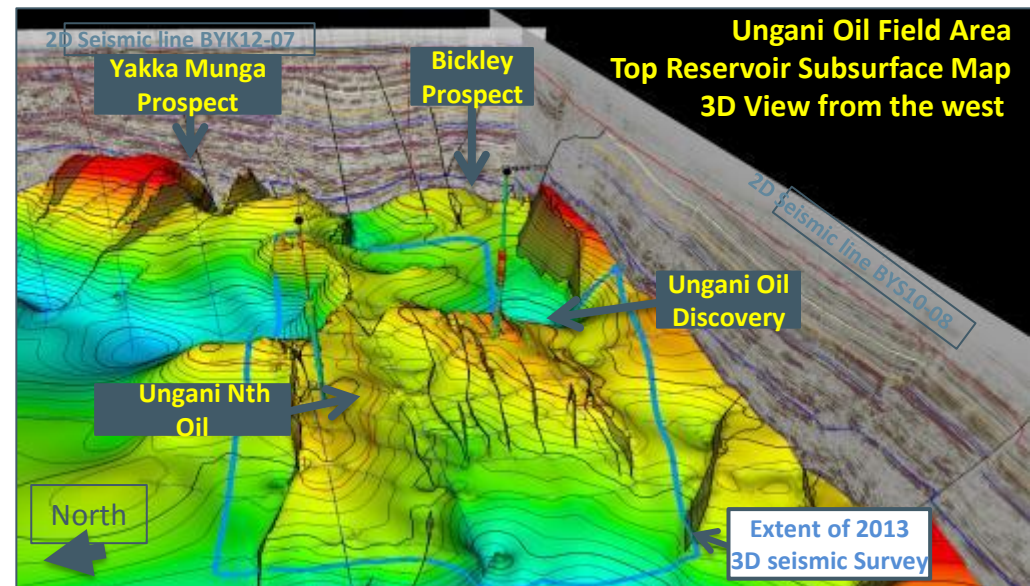 Ungani Oil Field Area
Top Reservoir Subsurface Map
3D View from the west
2D Seismic line BYK12-07
Yakka Munga
Prospect
Bickley
Prospect
2D Seismic line BYS10-08
Ungani Oil
Discovery
Ungani Nth
Oil
North
Extent of 2013
3D seismic Survey